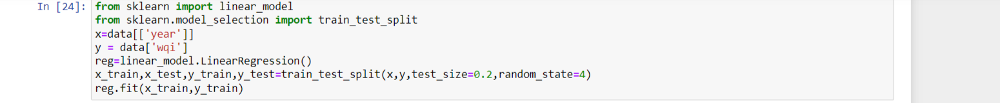 In [24]: from sklearn import linear_model
from sklearn.model_selection import train_test_split
x=data[['year']]
y = data['wqi']
reg=linear_model.LinearRegression()
x_train,x_test,y_train,y_test=train_test_split(x,y,test_size=0.2,random_state=4)
reg.fit(x_train,y_train)